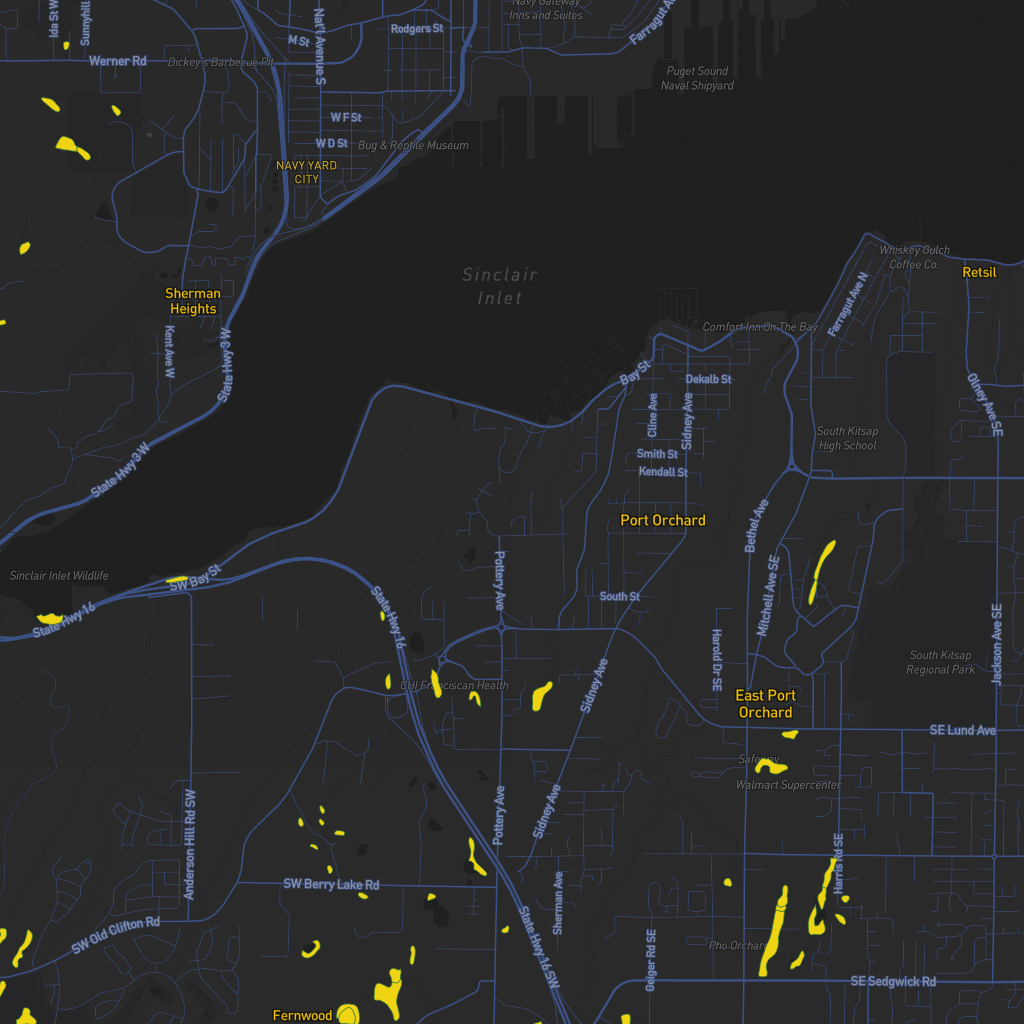 Ida St W
Sunnyhill
Nat'l Avenue S
M St
Rodgers St
Navy Gateway
Inns and Suites
Farragut Av
Werner Rd
Dickey's Barbecue Pit
Puget Sound
Naval Shipyard
W F St
W D St
Bug & Reptile Museum
NAVY YARD
CITY
Whiskey Gulch
Coffee Co.
Retsil
Sinclair
Inlet
Sherman
Heights
Farragut Ave N
Kent Ave W
State Hwy 3 W
Comfort Inn On The Bay
Bay St
Dekalb St
Olney Ave SE
Cline Ave
Sidney Ave
South Kitsap
High School
Smith St
Kendall St
State Hwy 3 W
Port Orchard
Bethel Ave
Sinclair Inlet Wildlife
SW Bay St
Pottery Ave
Mitchell Ave SE
South St
State Hwy 16
State Hwy 16
Harold Dr SE
Jackson Ave SE
South Kitsap
Regional Park
CHI Franciscan Health
Sidney Ave
East Port
Orchard
SE Lund Ave
Safeway
Walmart Supercenter
Anderson Hill Rd SW
Pottery Ave
Sidney Ave
Harris Rd SE
SW Berry Lake Rd
Sherman Ave
SW Old Clifton Rd
State Hwy 16 SW
Geiger Rd SE
Pho Orchard
SE Sedgwick Rd
Fernwood